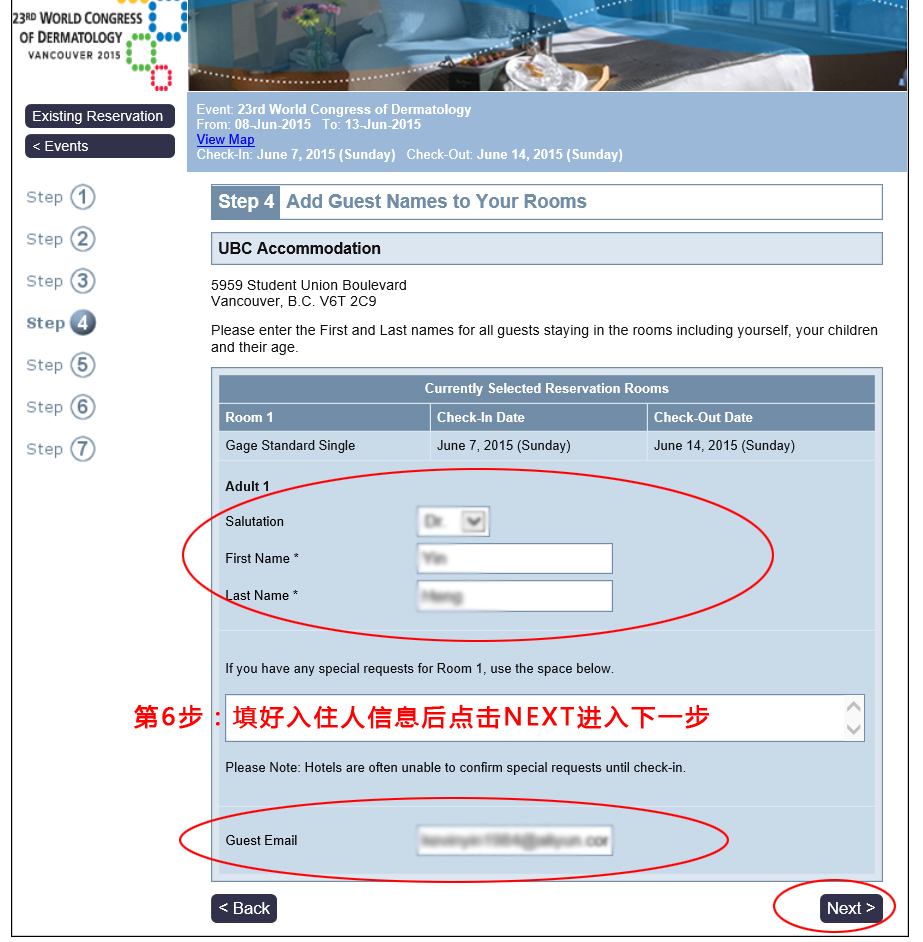 23RD WORLD CONGRESS
OF DERMATOLOGY
VANCOUVER 2015
Existing Reservation
< Events
Event: 23rd World Congress of Dermatology
From: 08-Jun-2015 To: 13-Jun-2015
View Map
Check-In: June 7, 2015 (Sunday) Check-Out: June 14, 2015 (Sunday)
Step 1
Step 2
Step 3
Step 4
Step 5
Step 6
Step 7
Step 4 Add Guest Names to Your Rooms
UBC Accommodation
5959 Student Union Boulevard
Vancouver, B.C. V6T 2C9
Please enter the First and Last names for all guests staying in the rooms including yourself, your children
and their age.
Currently Selected Reservation Rooms
Room 1 Check-In Date Check-Out Date
Gage Standard Single June 7, 2015 (Sunday) June 14, 2015 (Sunday)
Adult 1
Salutation
First Name *
Last Name *
If you have any special requests for Room 1, use the space below.
第6步：填好入住人信息后点击NEXT进入下一步
Please Note: Hotels are often unable to confirm special requests until check-in.
Guest Email
< Back
Next >